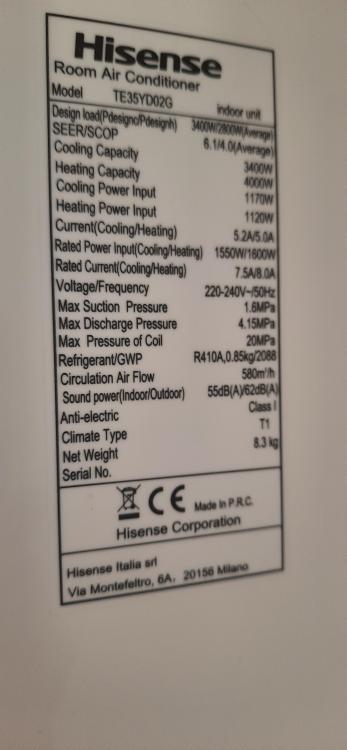 Hisense
Room Air Conditioner
Model TE35YD02G indoor unit
Design load(Pdesignc/Pdesignh) 3400W/2800W(Average)
SEER/SCOP 6.1/4.0(Average)
Cooling Capacity 3400W
Heating Capacity 4000W
Cooling Power Input 1170W
Heating Power Input 1120W
Current(Cooling/Heating) 5.2A/5.0A
Rated Power Input(Cooling/Heating) 1550W/1600W
Rated Current(Cooling/Heating) 7.5A/8.0A
Voltage/Frequency 220-240V~/50Hz
Max Suction Pressure 1.6MPa
Max Discharge Pressure 4.15MPa
Max Pressure of Coil 20MPa
Refrigerant/GWP R410A,0.85kg/2088
Circulation Air Flow 580m³/h
Sound power(Indoor/Outdoor) 55dB(A)/62dB(A)
Anti-electric Class I
Climate Type T1
Net Weight 8.3 kg
Serial No.
CE Made in P.R.C.
Hisense Corporation
Hisense Italia srl
Via Montefeltro, 6A, 20156 Milano